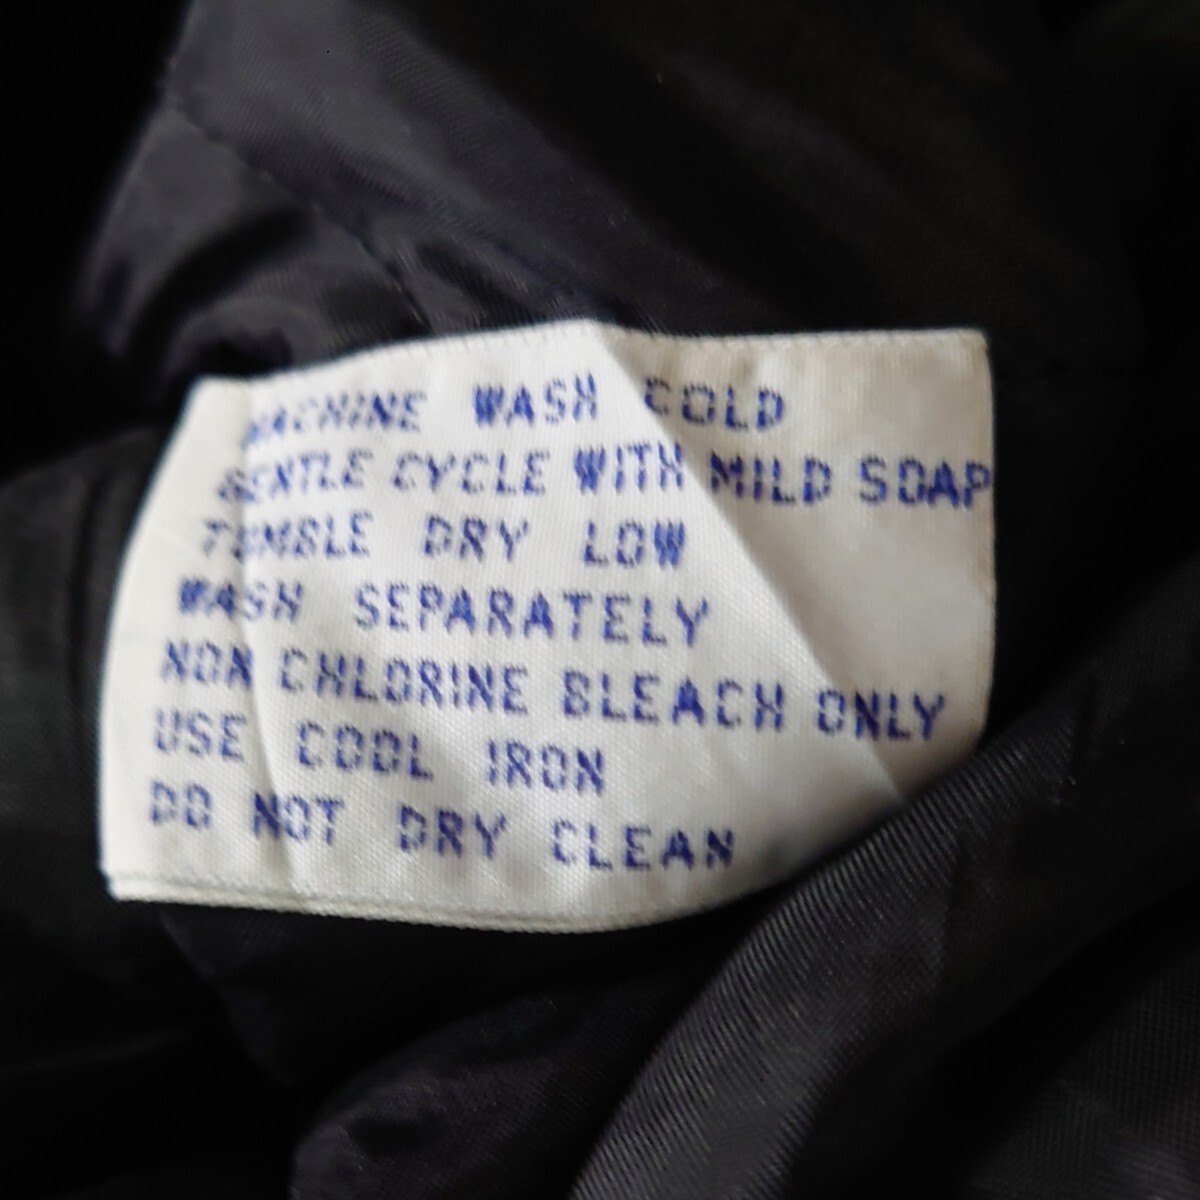 MACHINE WASH COLD
GENTLE CYCLE WITH MILD SOAP
TUMBLE DRY LOW
WASH SEPARATELY
NON CHLORINE BLEACH ONLY
USE COOL IRON
DO NOT DRY CLEAN